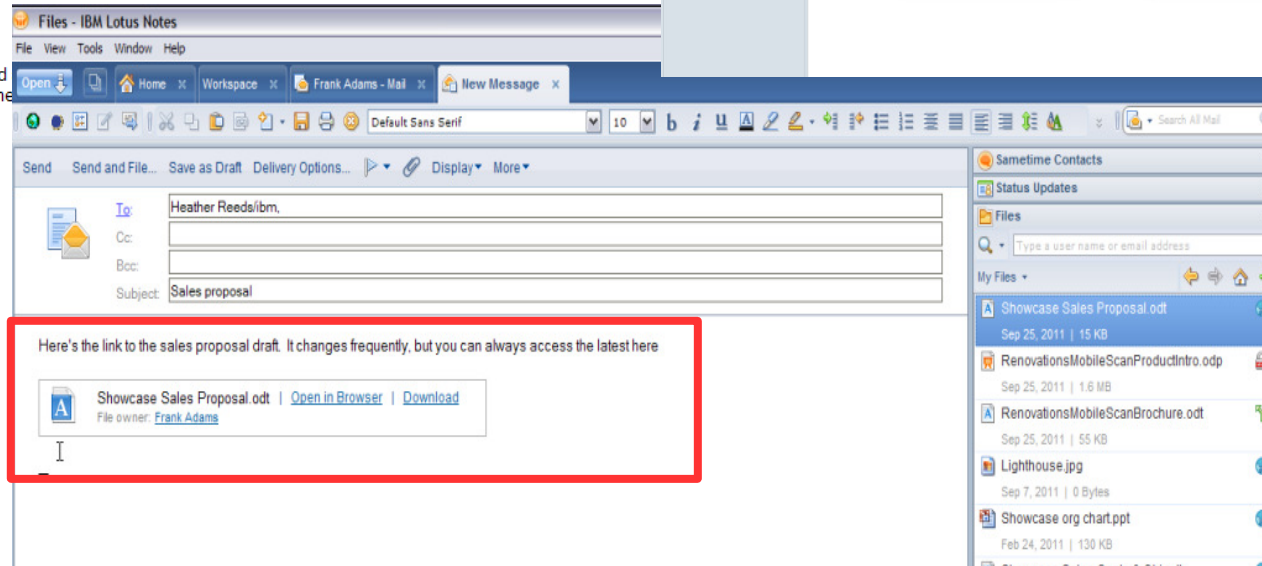 Files - IBM Lotus Notes
File View Tools Window Help
Open Home x Workspace x Frank Adams - Mail x New Message x
Default Sans Serif 10 b i u A Search All Mail
Send Send and File... Save as Draft Delivery Options... Display More
To: Heather Reeds/ibm,
Cc:
Bcc:
Subject: Sales proposal
Here's the link to the sales proposal draft. It changes frequently, but you can always access the latest here
Showcase Sales Proposal.odt | Open in Browser | Download
File owner: Frank Adams
Sametime Contacts
Status Updates
Files
Type a user name or email address
My Files
Showcase Sales Proposal.odt
Sep 25, 2011 | 15 KB
RenovationsMobileScanProductIntro.odp
Sep 25, 2011 | 1.6 MB
RenovationsMobileScanBrochure.odt
Sep 25, 2011 | 55 KB
Lighthouse.jpg
Sep 7, 2011 | 0 Bytes
Showcase org chart.ppt
Feb 24, 2011 | 130 KB